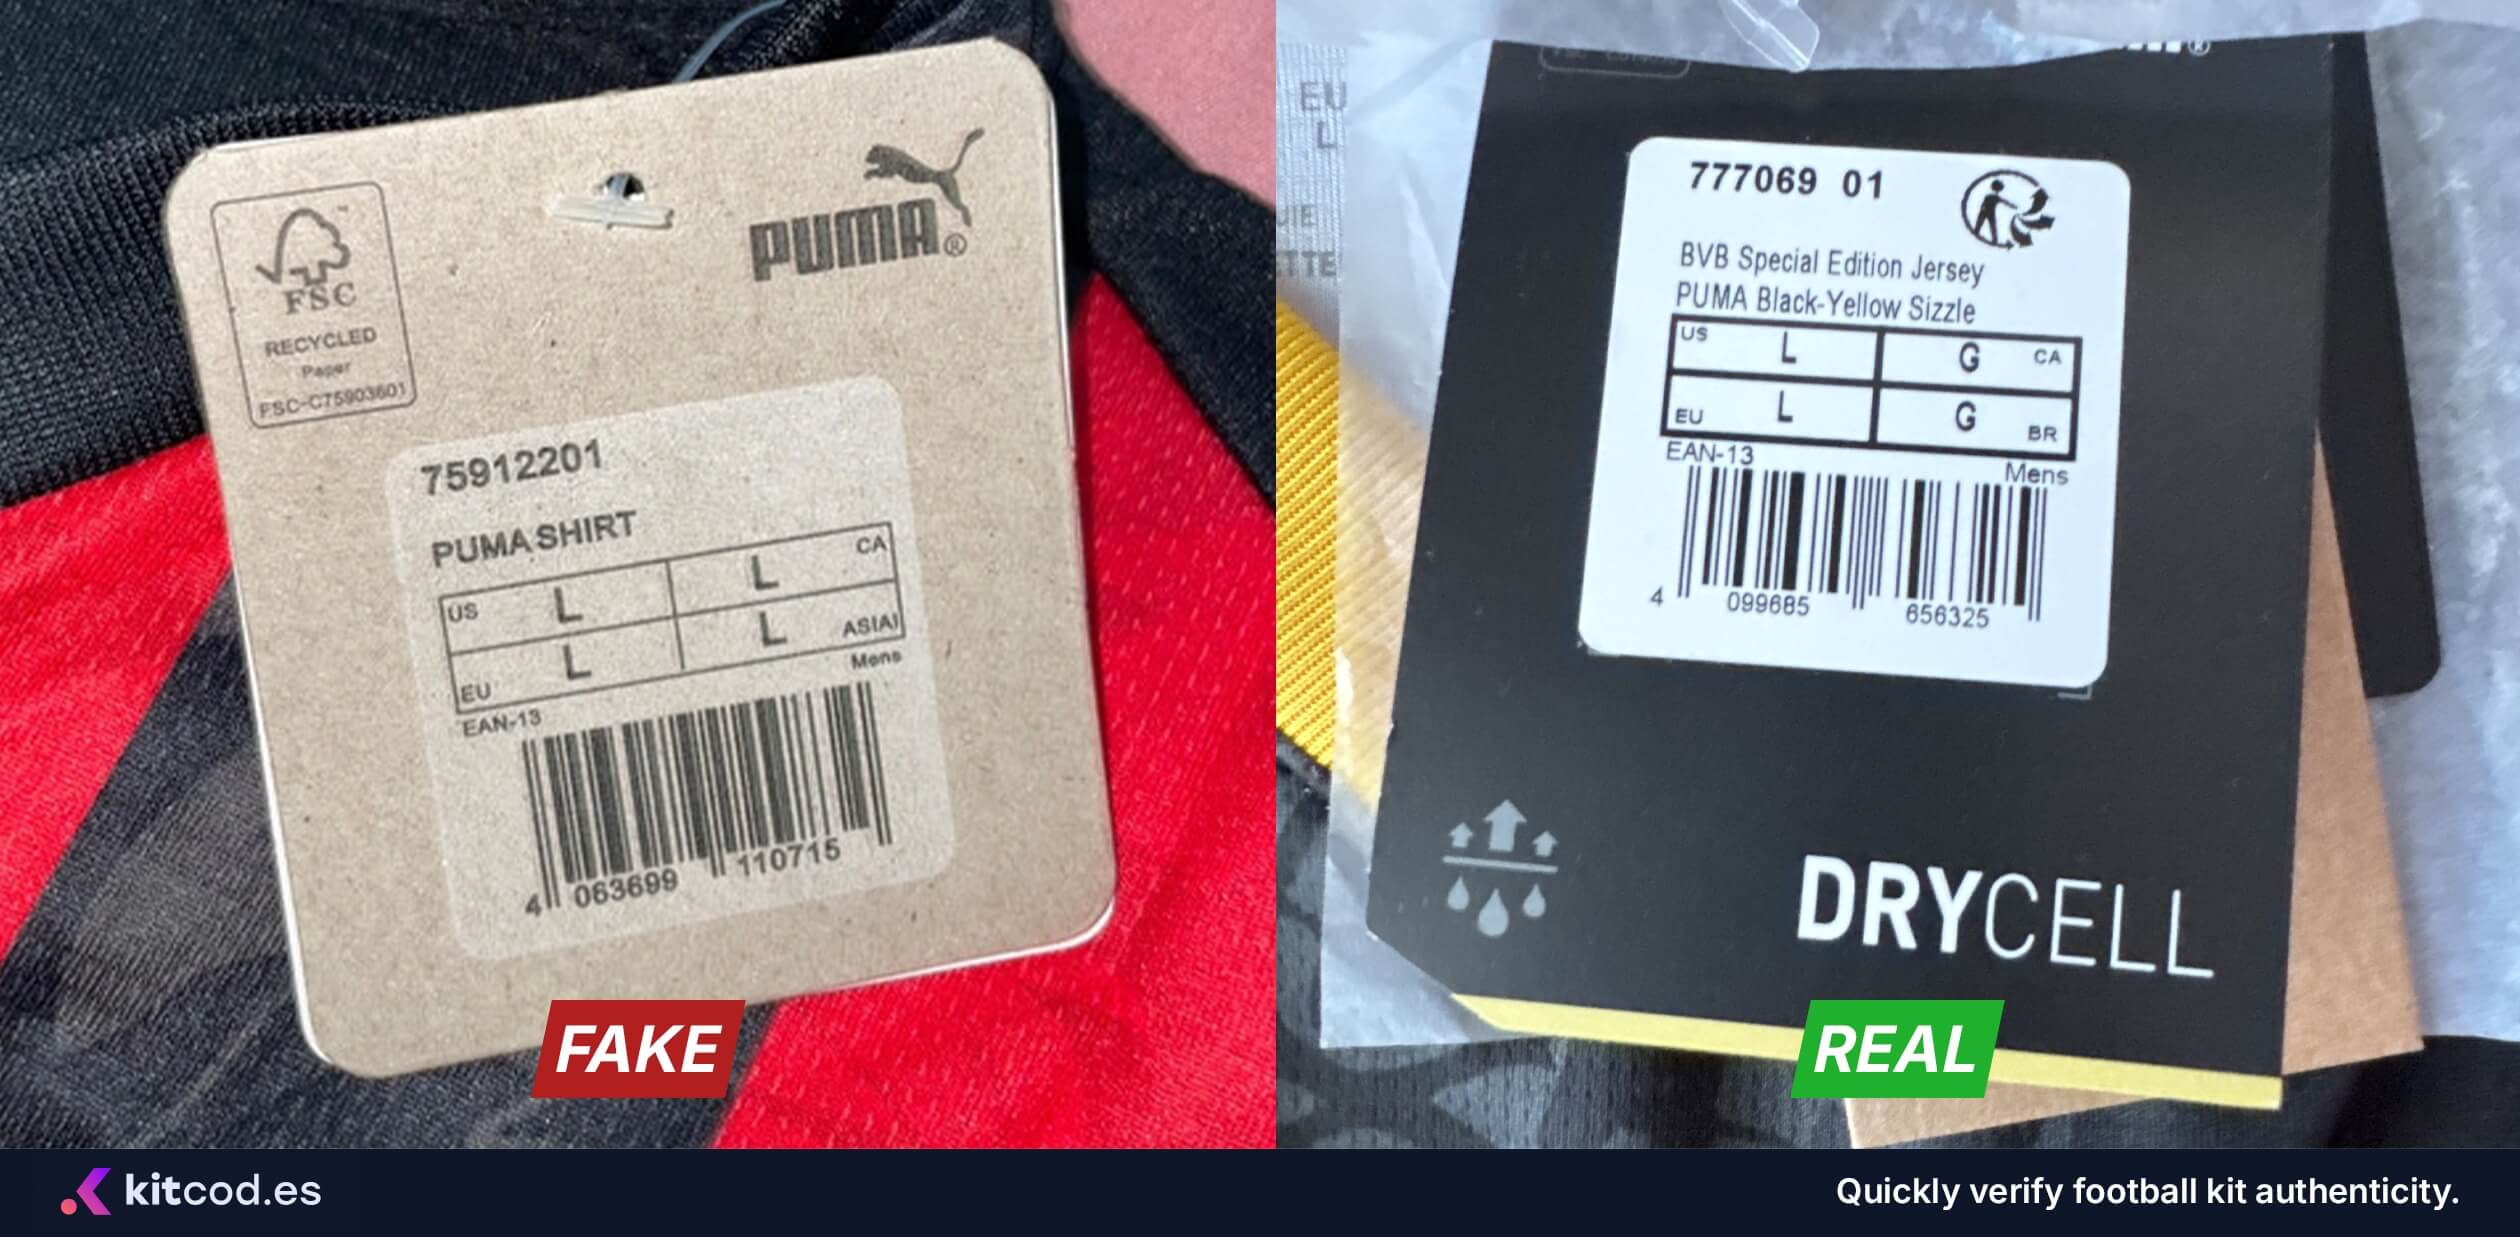 FSC
RECYCLED
Paper
FSC-C75903601
PUMA®
75912201
PUMA SHIRT
US L L CA
EU L L ASIAI
Mens
EAN-13
4 063699 110715
FAKE
EU
L
777069 01
BVB Special Edition Jersey
PUMA Black-Yellow Sizzle
US L G CA
EU L G BR
EAN-13
Mens
4 099685 656325
DRYCELL
REAL
kitcod.es
Quickly verify football kit authenticity.